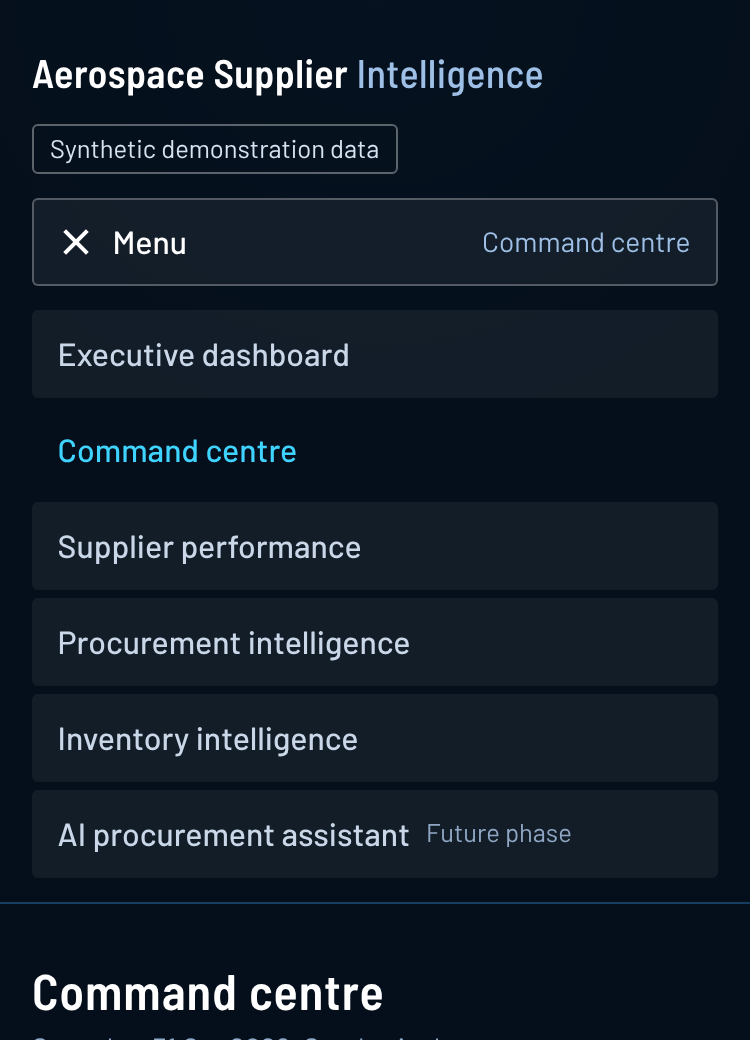 Aerospace Supplier Intelligence
Synthetic demonstration data
Menu Command centre
Executive dashboard
Command centre
Supplier performance
Procurement intelligence
Inventory intelligence
AI procurement assistant Future phase
Command centre